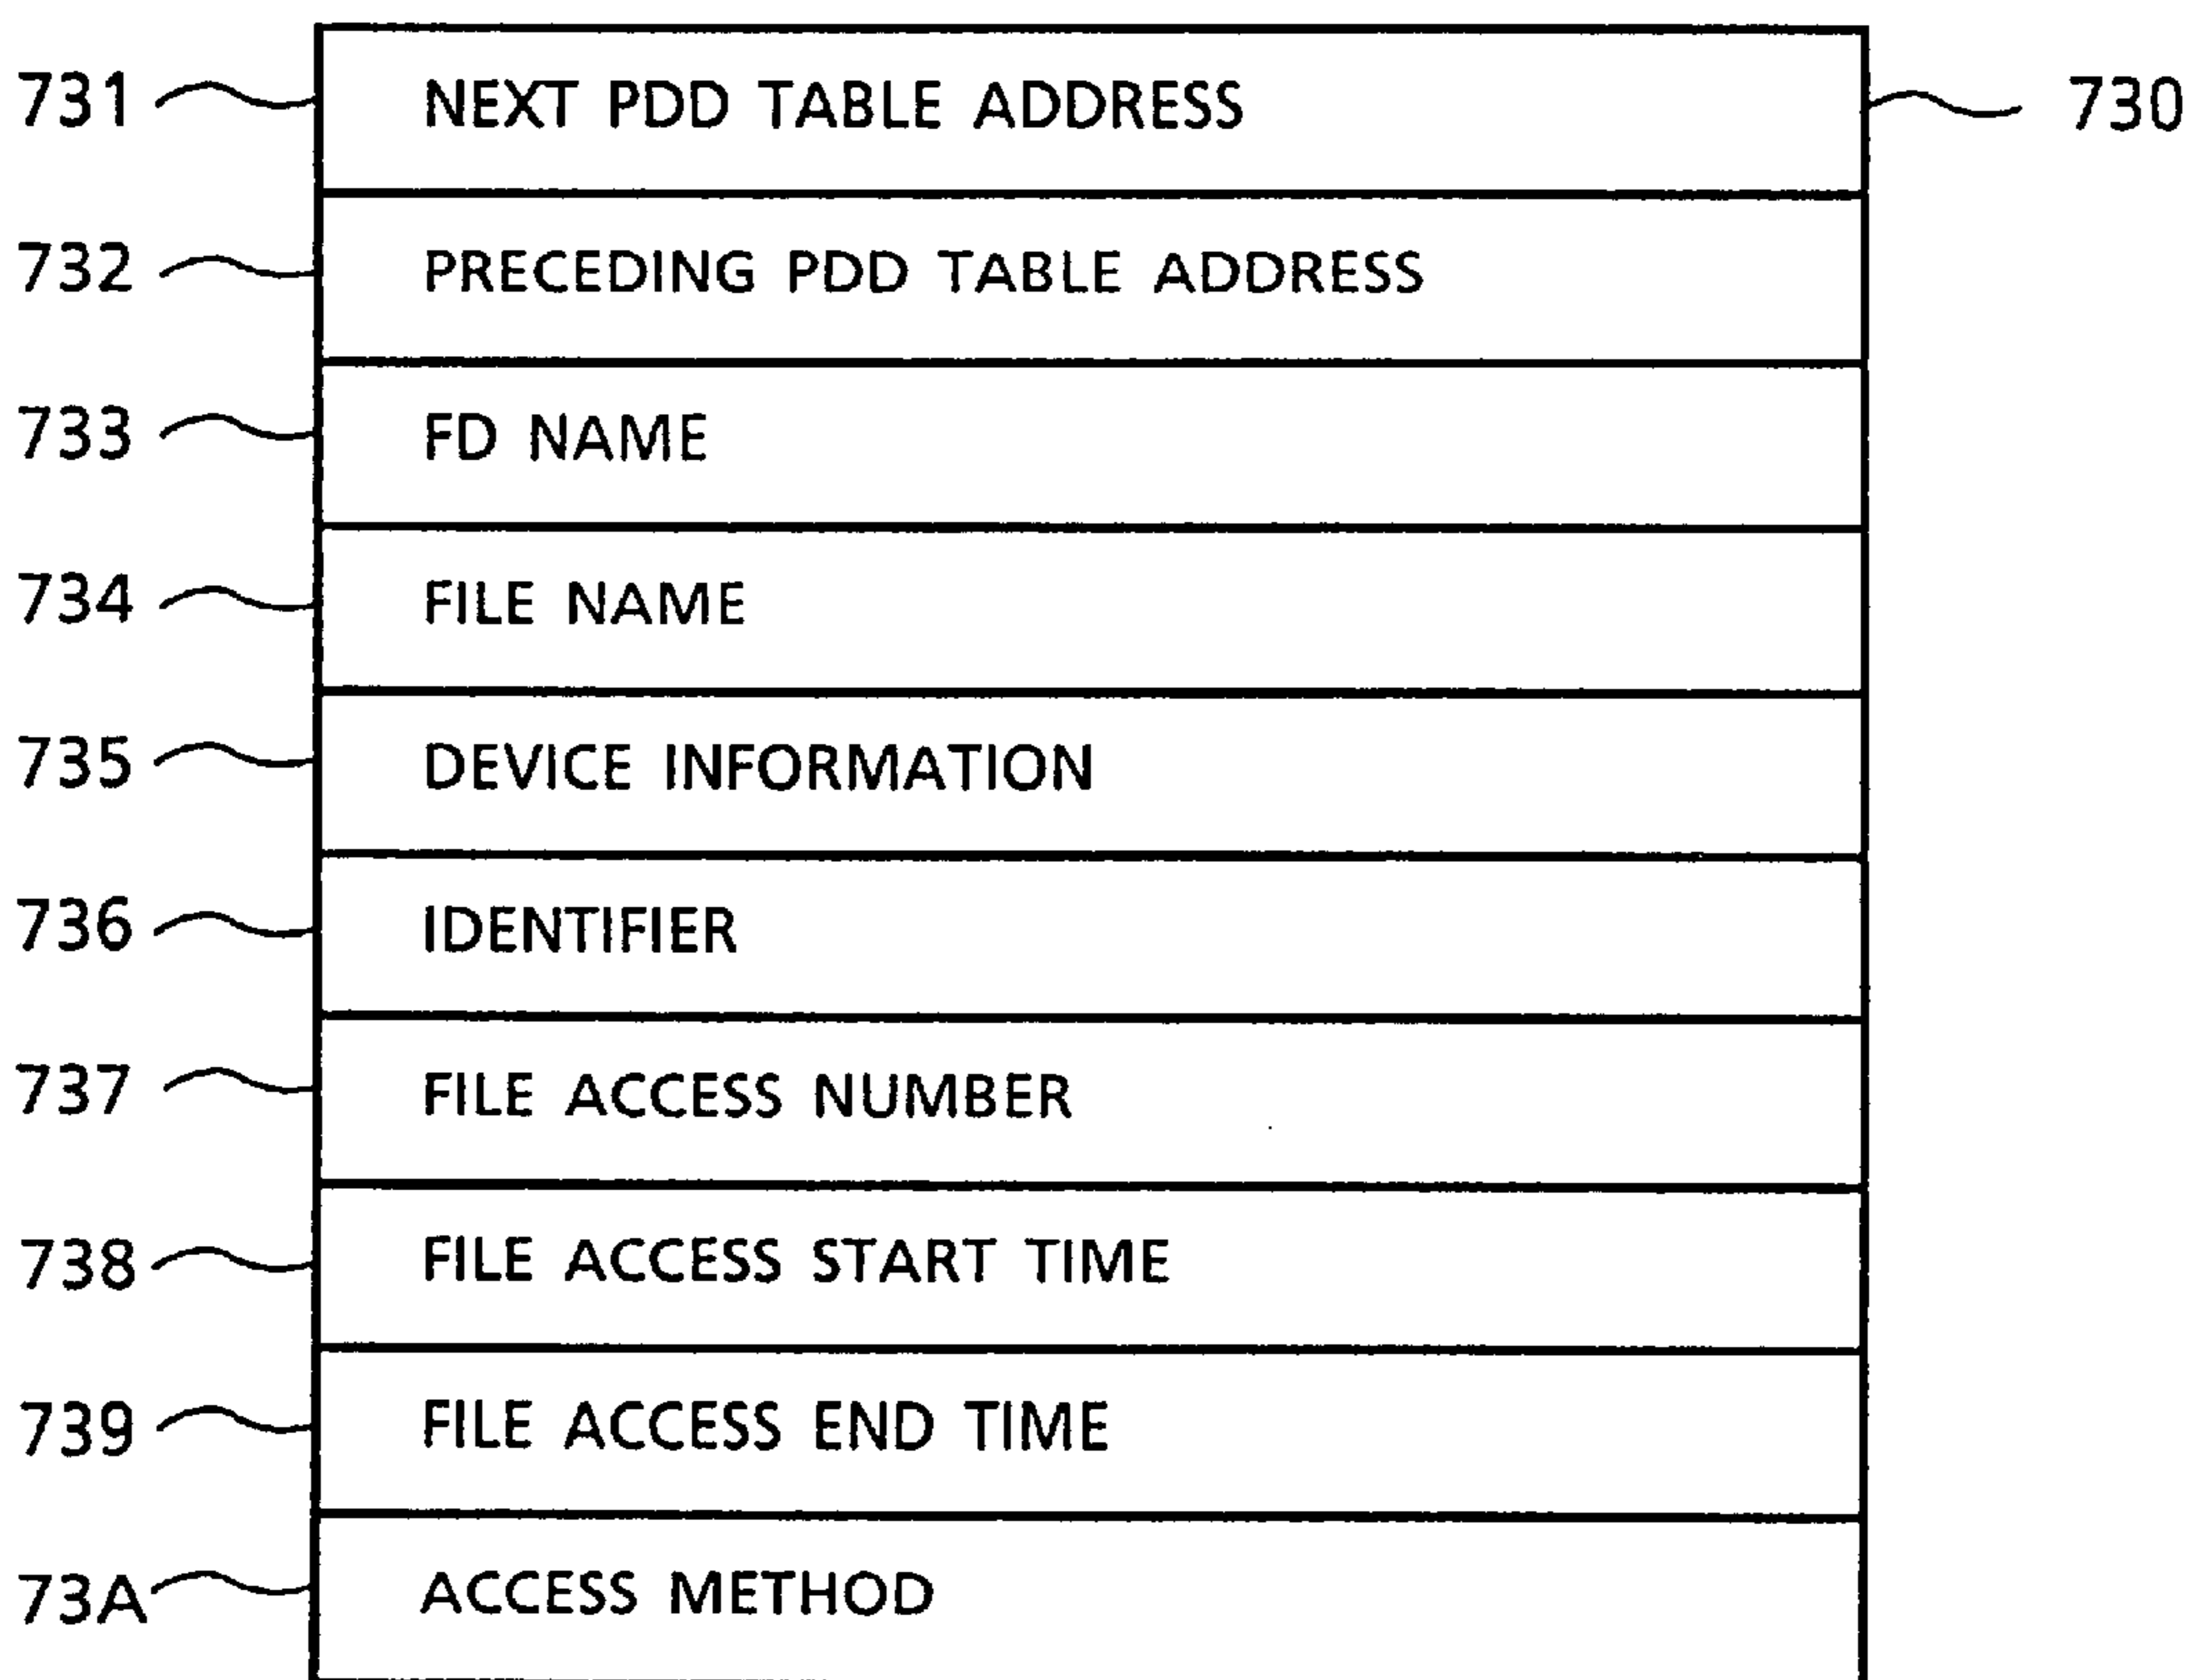 731 NEXT PDD TABLE ADDRESS 730
732 PRECEDING PDD TABLE ADDRESS
733 FD NAME
734 FILE NAME
735 DEVICE INFORMATION
736 IDENTIFIER
737 FILE ACCESS NUMBER
738 FILE ACCESS START TIME
739 FILE ACCESS END TIME
73A ACCESS METHOD